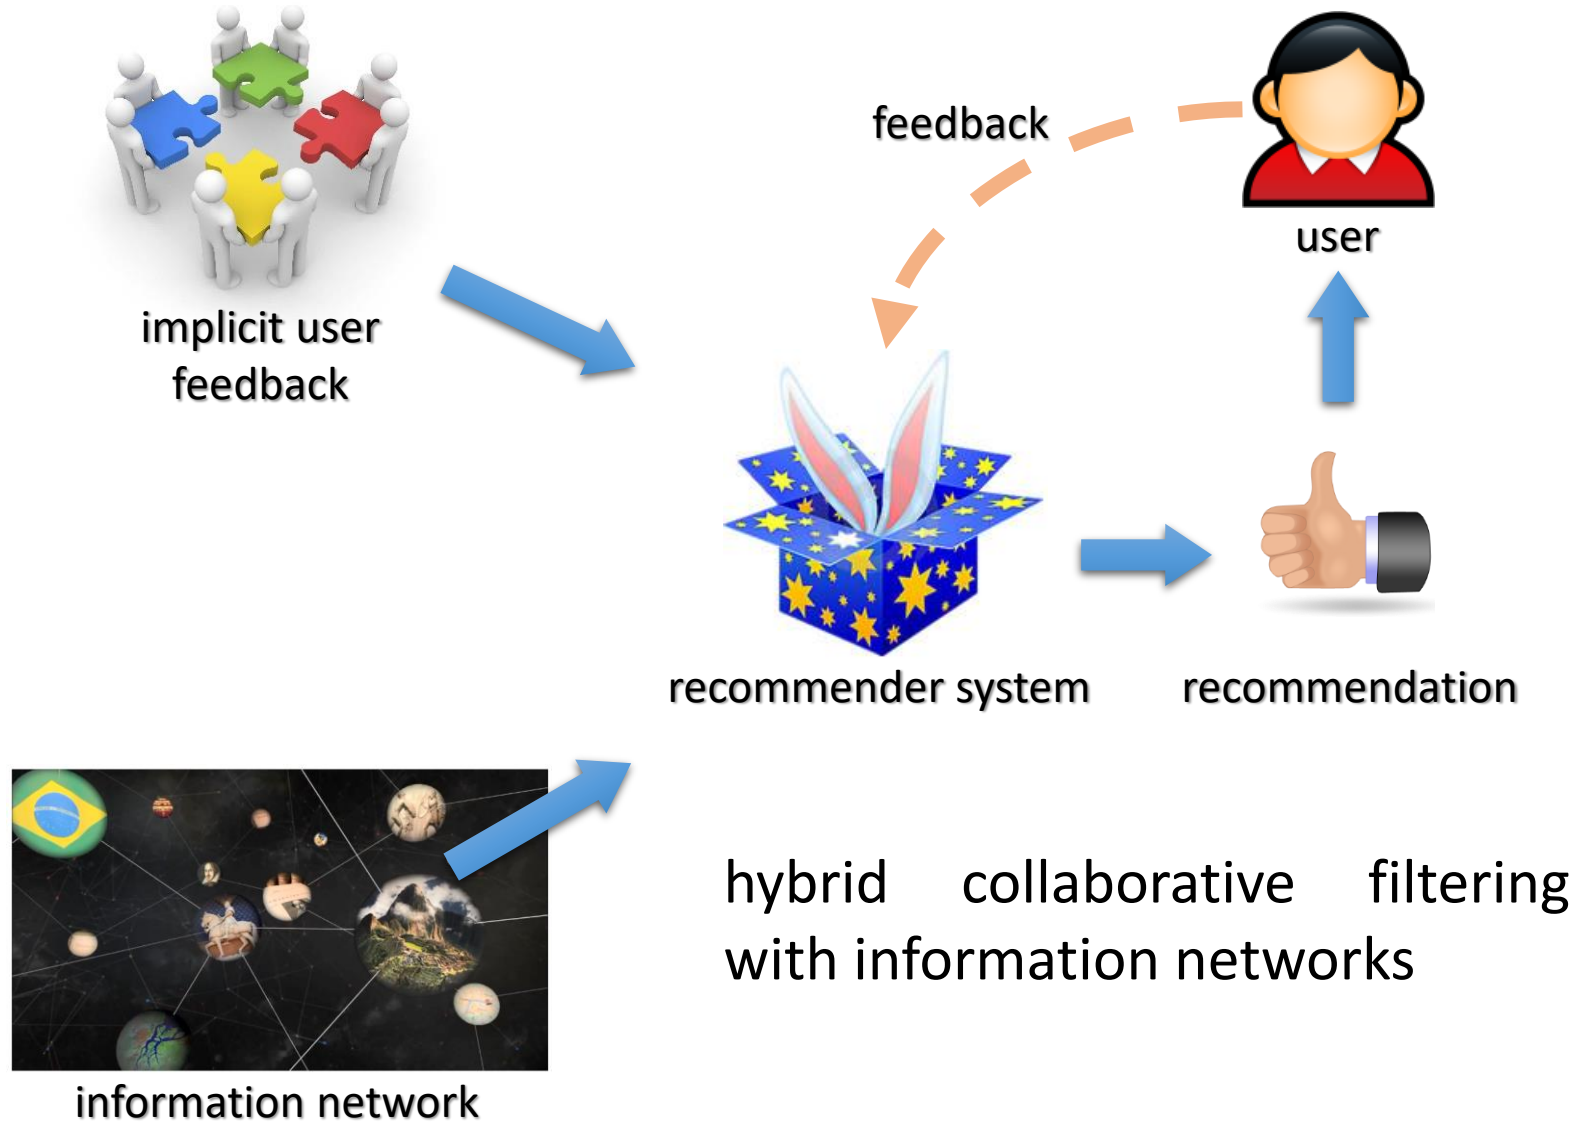 feedback
user
implicit user
feedback
recommender system
recommendation
hybrid collaborative filtering
with information networks
information network